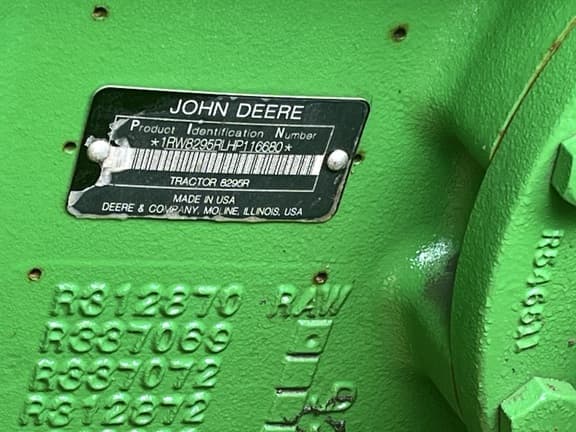 JOHN DEERE
Product Identification Number
*1RW8295RLHP116680*
TRACTOR 8295R
MADE IN USA
DEERE & COMPANY, MOLINE, ILLINOIS, USA
R312870 RAW
R337069
R337072
R312872